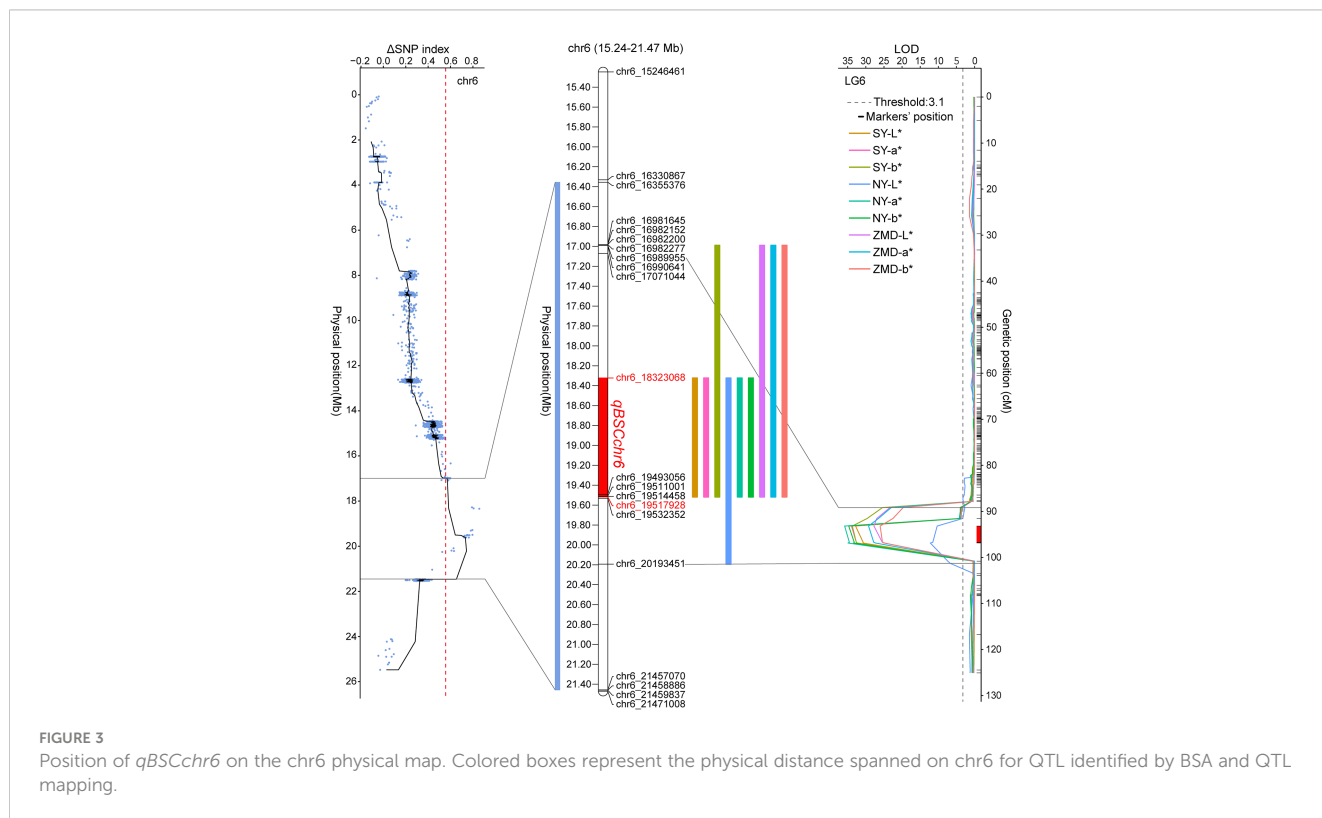 ΔSNP index
−0.2 0.0 0.2 0.4 0.6 0.8
chr6
0
2
4
6
8
10
12
14
16
18
20
22
24
26
Physical position(Mb)
chr6 (15.24-21.47 Mb)
15.40
15.60
15.80
16.00
16.20
16.40
16.60
16.80
17.00
17.20
17.40
17.60
17.80
18.00
18.20
18.40
18.60
18.80
19.00
19.20
19.40
19.60
19.80
20.00
20.20
20.40
20.60
20.80
21.00
21.20
21.40
Physical position(Mb)
chr6_15246461
chr6_16330867
chr6_16355376
chr6_16981645
chr6_16982152
chr6_16982200
chr6_16982277
chr6_16989955
chr6_16990641
chr6_17071044
chr6_18323068
qBSCchr6
chr6_19493056
chr6_19511001
chr6_19514458
chr6_19517928
chr6_19532352
chr6_20193451
chr6_21457070
chr6_21458886
chr6_21459837
chr6_21471008
LOD
35 30 25 20 15 10 5 0
LG6
Threshold:3.1
Markers' position
SY-L*
SY-a*
SY-b*
NY-L*
NY-a*
NY-b*
ZMD-L*
ZMD-a*
ZMD-b*
0
10
20
30
40
50
60
70
80
90
100
110
120
130
Genetic position (cM)
FIGURE 3
Position of qBSCchr6 on the chr6 physical map. Colored boxes represent the physical distance spanned on chr6 for QTL identified by BSA and QTL
mapping.